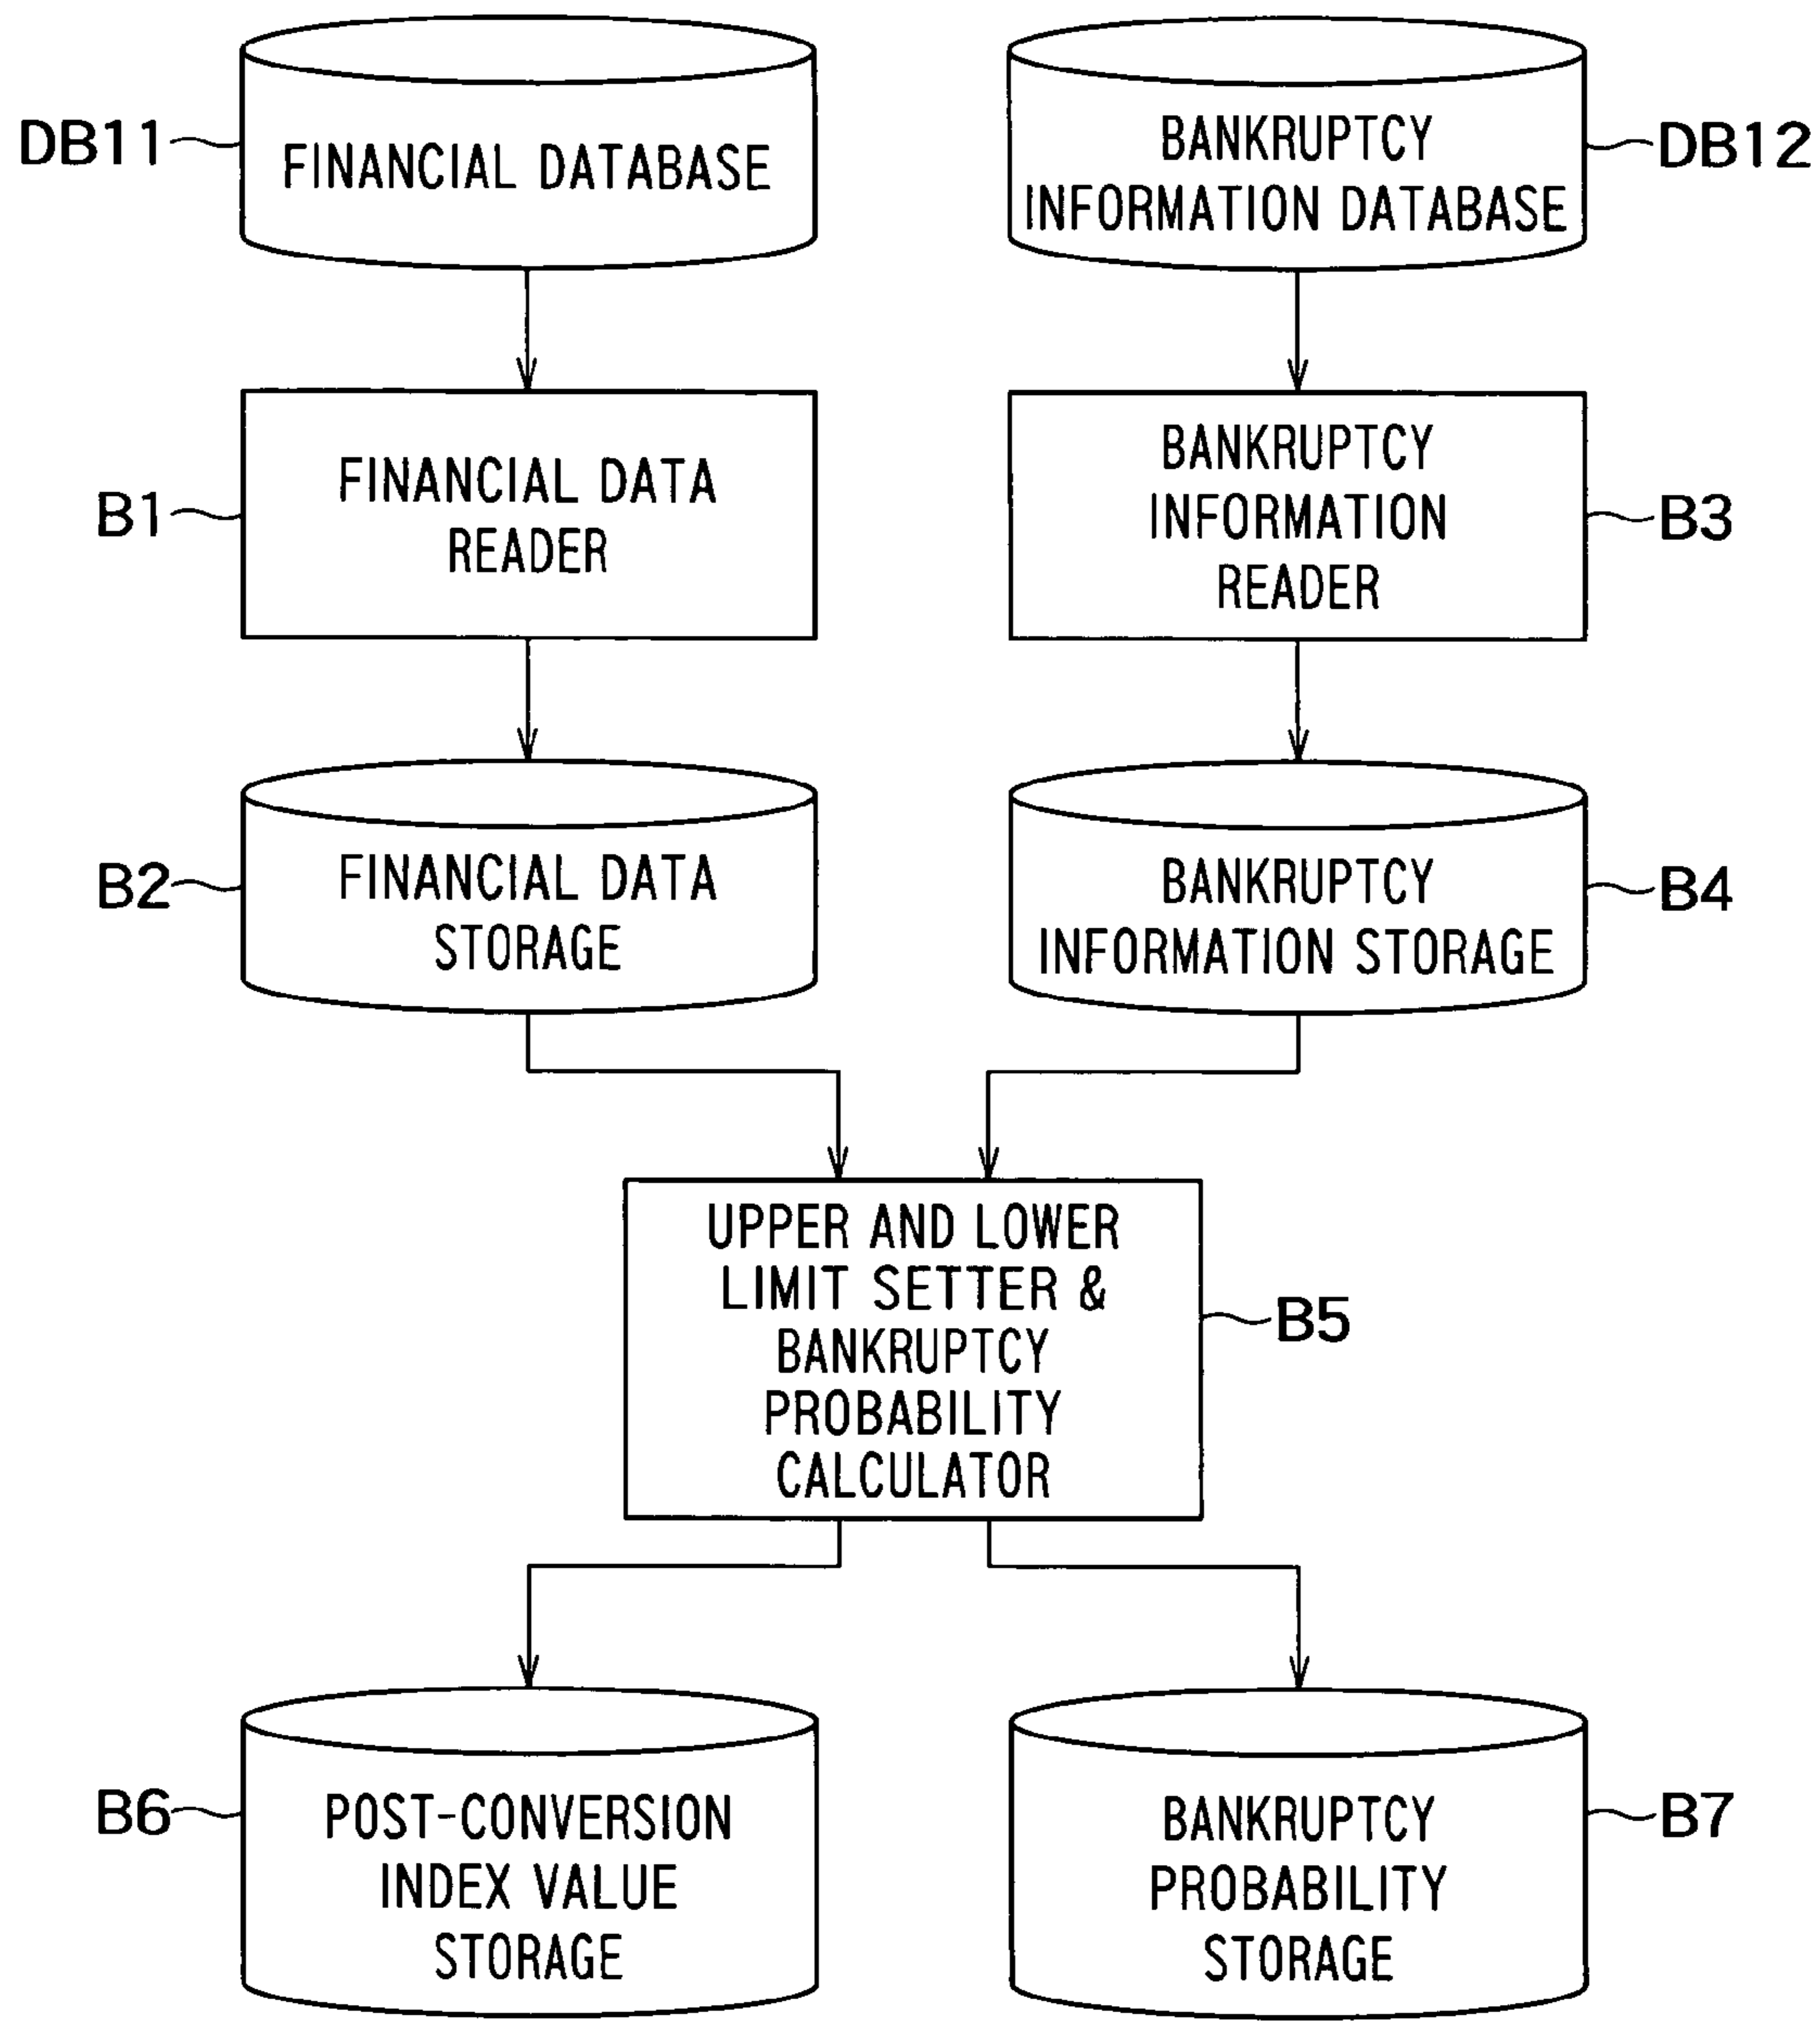 DB11
FINANCIAL DATABASE
BANKRUPTCY
INFORMATION DATABASE
DB12
B1
FINANCIAL DATA
READER
BANKRUPTCY
INFORMATION
READER
B3
B2
FINANCIAL DATA
STORAGE
BANKRUPTCY
INFORMATION STORAGE
B4
UPPER AND LOWER
LIMIT SETTER &
BANKRUPTCY
PROBABILITY
CALCULATOR
B5
B6
POST-CONVERSION
INDEX VALUE
STORAGE
BANKRUPTCY
PROBABILITY
STORAGE
B7